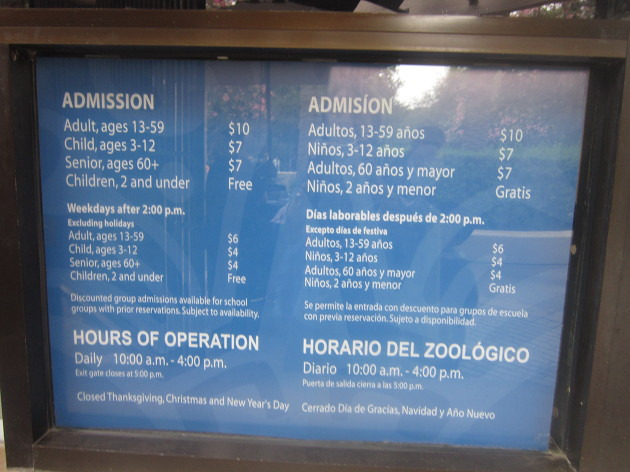 ADMISSION
Adult, ages 13-59 $10
Child, ages 3-12 $7
Senior, ages 60+ $7
Children, 2 and under Free
Weekdays after 2:00 p.m.
Excluding holidays
Adult, ages 13-59 $6
Child, ages 3-12 $4
Senior, ages 60+ $4
Children, 2 and under Free
Discounted group admissions available for school
groups with prior reservations. Subject to availability.
HOURS OF OPERATION
Daily 10:00 a.m. - 4:00 p.m.
Exit gate closes at 5:00 p.m.
Closed Thanksgiving, Christmas and New Year's Day
ADMISÍON
Adultos, 13-59 años $10
Niños, 3-12 años $7
Adultos, 60 años y mayor $7
Niños, 2 años y menor Gratis
Días laborables después de 2:00 p.m.
Excepto días de festiva
Adultos, 13-59 años $6
Niños, 3-12 años $4
Adultos, 60 años y mayor $4
Niños, 2 años y menor Gratis
Se permite la entrada con descuento para grupos de escuela
con previa reservación. Sujeto a disponibilidad.
HORARIO DEL ZOOLÓGICO
Diario 10:00 a.m. - 4:00 p.m.
Puerta de salida cierra a las 5:00 p.m.
Cerrado Día de Gracías, Navidad y Año Nuevo